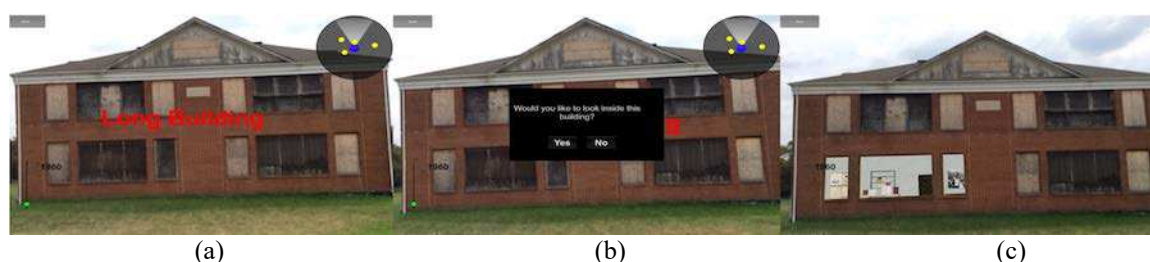 Long Building
1960
Would you like to look inside this
building?
Yes No
1960
1960
(a) (b) (c)